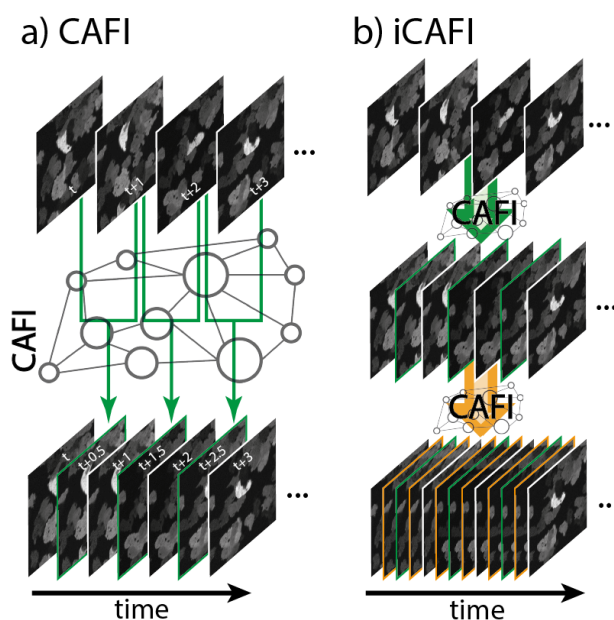 a) CAFI
t
t+1
t+2
t+3
...
CAFI
t
t+0.5
t+1
t+1.5
t+2
t+2.5
t+3
...
time
b) iCAFI
...
CAFI
...
CAFI
...
time